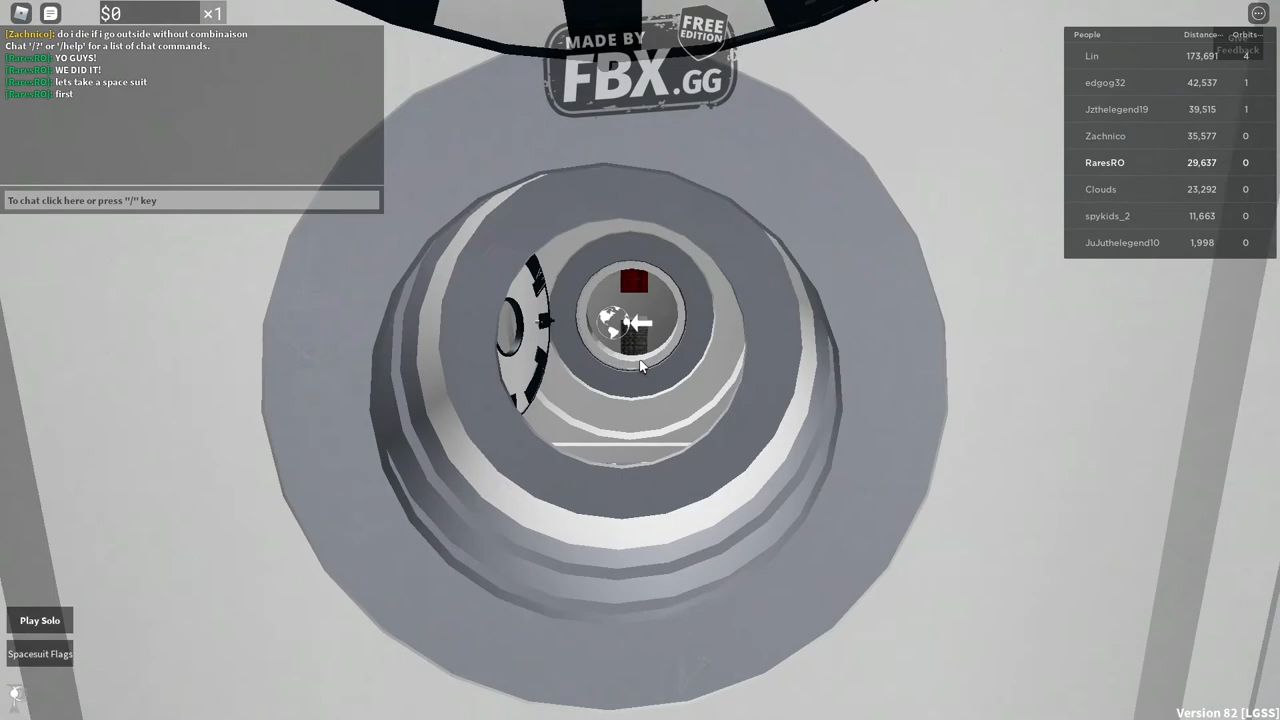 $0 ×1
[Zachnico]: do i die if i go outside without combinaison
Chat '/?' or '/help' for a list of chat commands.
[RaresRO]: YO GUYS!
[RaresRO]: WE DID IT!
[RaresRO]: lets take a space suit
[RaresRO]: first
To chat click here or press "/" key
MADE BY
FREE
EDITION
FBX.GG
People Distance... Orbits...
Give
Feedback
Lin 173,691 4
edgog32 42,537 1
Jzthelegend19 39,515 1
Zachnico 35,577 0
RaresRO 29,637 0
Clouds 23,292 0
spykids_2 11,663 0
JuJuthelegend10 1,998 0
Play Solo
Spacesuit Flags
Version 82 [LGSS]